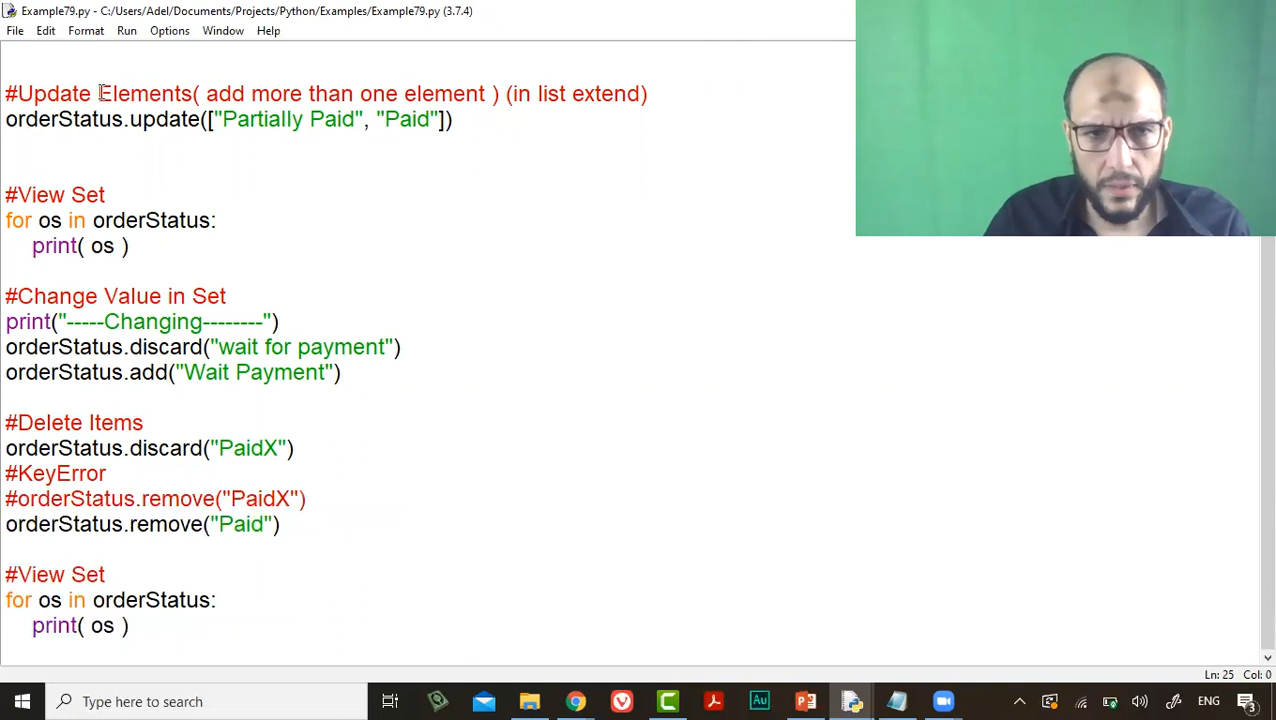 Example79.py - C:/Users/Adel/Documents/Projects/Python/Examples/Example79.py (3.7.4)
File Edit Format Run Options Window Help
#Update Elements( add more than one element ) (in list extend)
orderStatus.update(["Partially Paid", "Paid"])
#View Set
for os in orderStatus:
print( os )
#Change Value in Set
print("-----Changing--------")
orderStatus.discard("wait for payment")
orderStatus.add("Wait Payment")
#Delete Items
orderStatus.discard("PaidX")
#KeyError
#orderStatus.remove("PaidX")
orderStatus.remove("Paid")
#View Set
for os in orderStatus:
print( os )
Ln: 25 Col: 0
Type here to search
Au
ENG
3